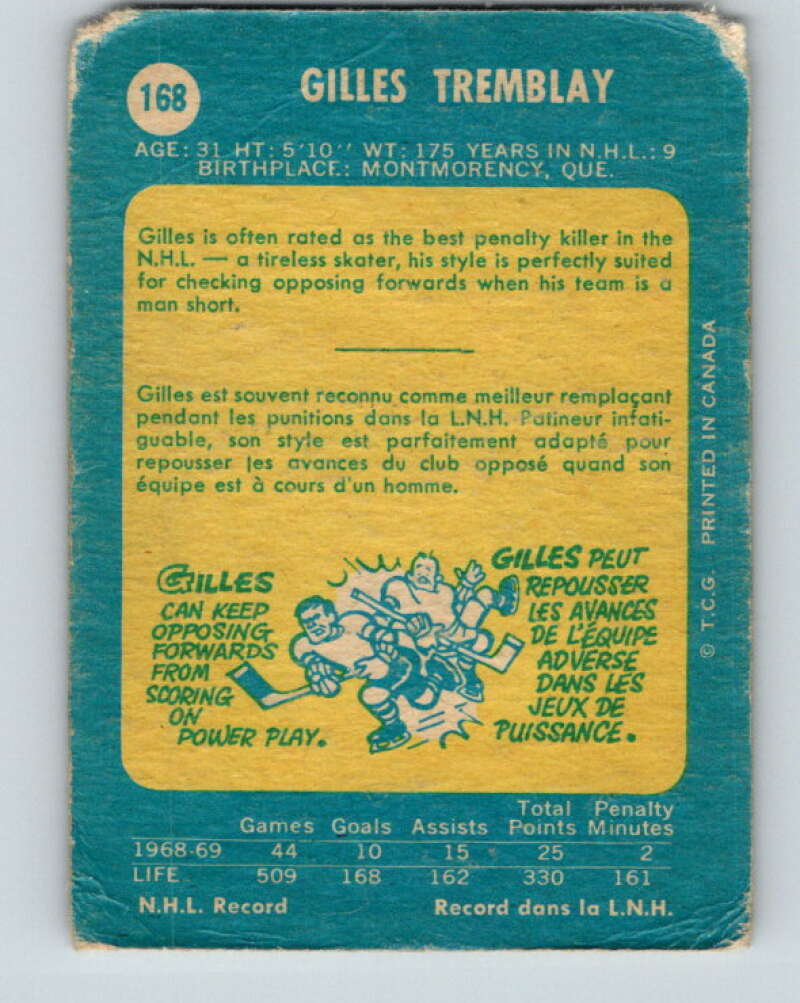 168
GILLES TREMBLAY
AGE: 31 HT: 5'10'' WT: 175 YEARS IN N.H.L.: 9
BIRTHPLACE: MONTMORENCY, QUE.
Gilles is often rated as the best penalty killer in the
N.H.L. — a tireless skater, his style is perfectly suited
for checking opposing forwards when his team is a
man short.
Gilles est souvent reconnu comme meilleur remplaçant
pendant les punitions dans la L.N.H. Patineur infati-
guable, son style est parfaitement adapté pour
repousser les avances du club opposé quand son
équipe est à cours d'un homme.
GILLES
CAN KEEP
OPPOSING
FORWARDS
FROM
SCORING
ON
POWER PLAY.
GILLES PEUT
REPOUSSER
LES AVANCES
DE L'ÉQUIPE
ADVERSE
DANS LES
JEUX DE
PUISSANCE.
© T.C.G. PRINTED IN CANADA
Games Goals Assists Total Points Penalty Minutes
1968-69 44 10 15 25 2
LIFE 509 168 162 330 161
N.H.L. Record Record dans la L.N.H.